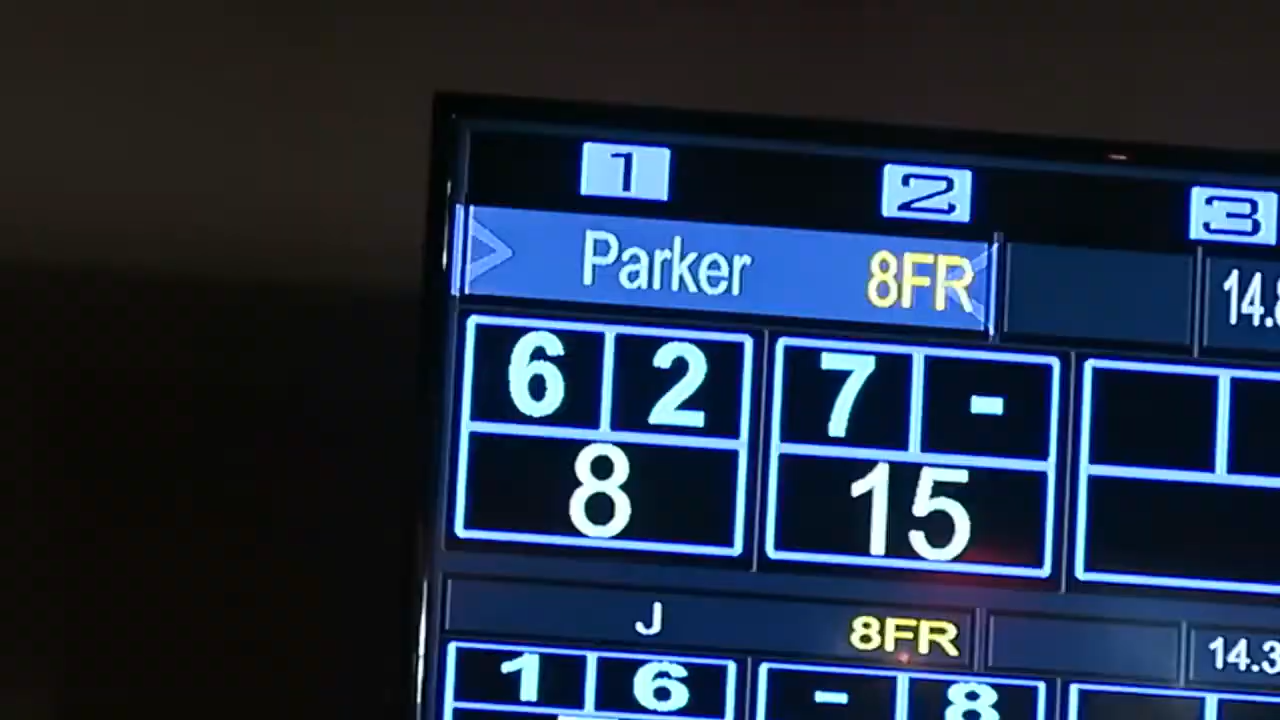 1 2 3
Parker 8FR 14.
6 2 7 -
8 15
J 8FR 14.3
1 6 - 8